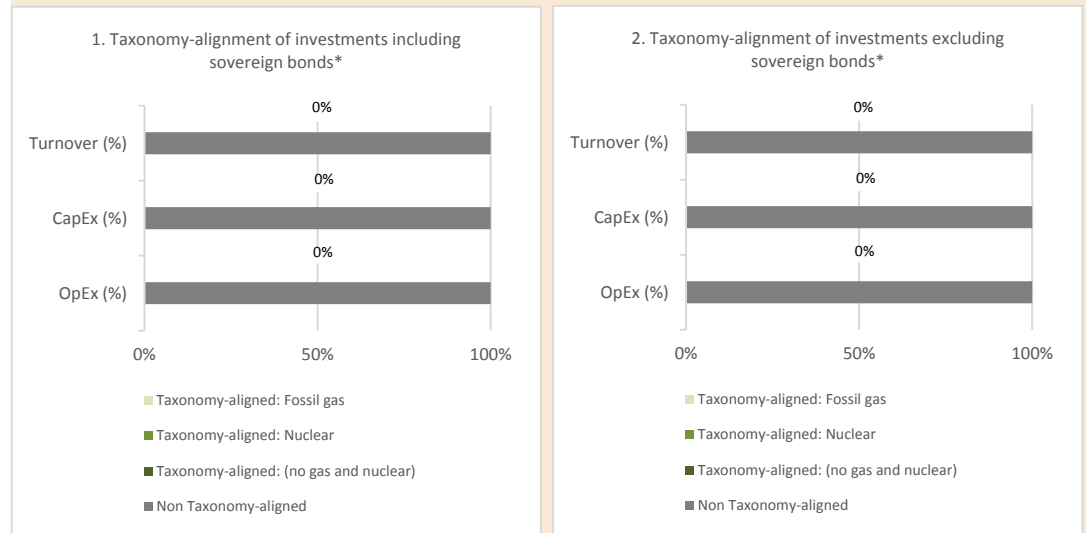 1. Taxonomy-alignment of investments including
sovereign bonds*
0%
Turnover (%)
0%
CapEx (%)
0%
OpEx (%)
0% 50% 100%
Taxonomy-aligned: Fossil gas
Taxonomy-aligned: Nuclear
Taxonomy-aligned: (no gas and nuclear)
Non Taxonomy-aligned
2. Taxonomy-alignment of investments excluding
sovereign bonds*
0%
Turnover (%)
0%
CapEx (%)
0%
OpEx (%)
0% 50% 100%
Taxonomy-aligned: Fossil gas
Taxonomy-aligned: Nuclear
Taxonomy-aligned: (no gas and nuclear)
Non Taxonomy-aligned